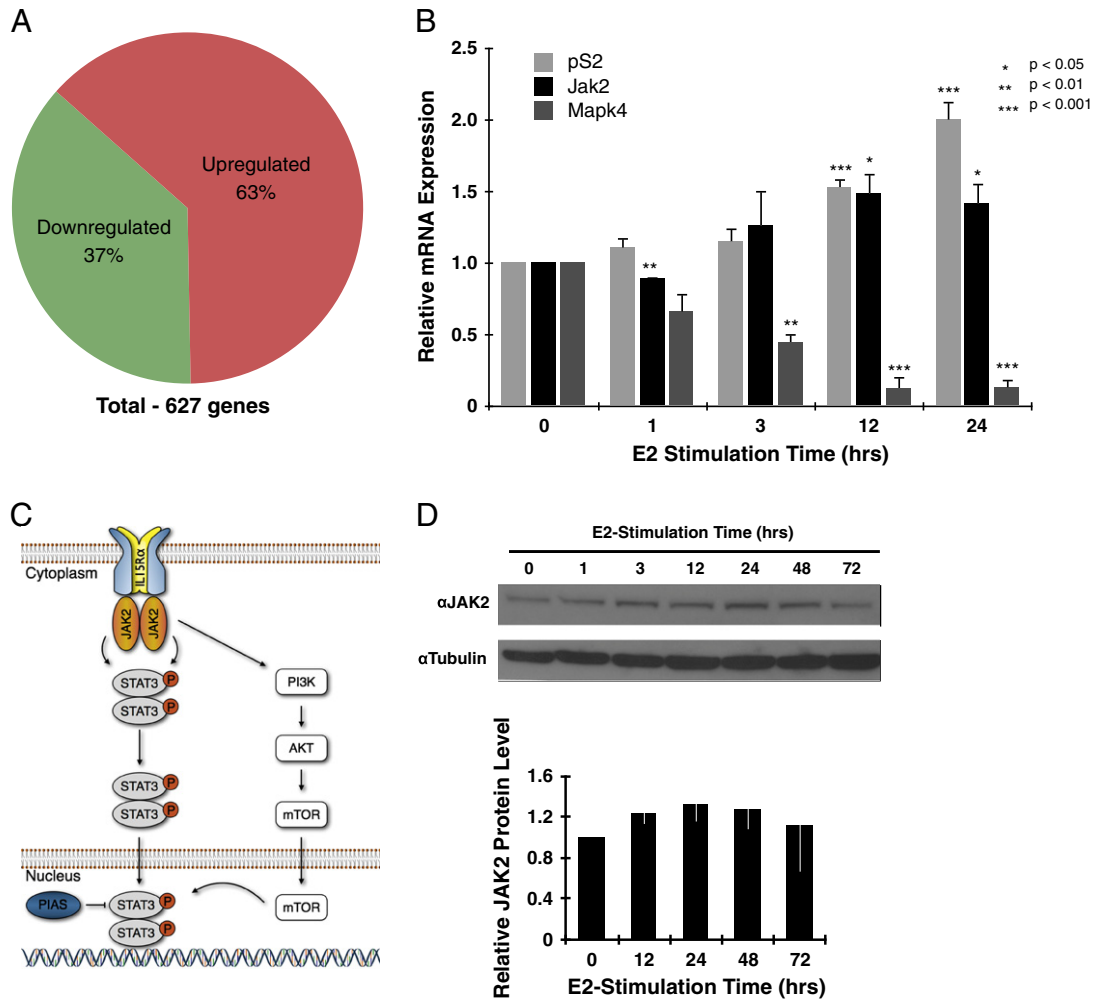 A
Upregulated
63%
Downregulated
37%
Total - 627 genes
B
Relative mRNA Expression
2.5
2.0
1.5
1.0
0.5
0
pS2
Jak2
Mapk4
* p < 0.05
** p < 0.01
*** p < 0.001
**
**
***
*
***
***
*
***
0 1 3 12 24
E2 Stimulation Time (hrs)
C
IL15Rα
Cytoplasm
JAK2 JAK2
STAT3 P
STAT3 P
PI3K
AKT
STAT3 P
STAT3 P
mTOR
Nucleus
PIAS
STAT3 P
STAT3 P
mTOR
D
E2-Stimulation Time (hrs)
0 1 3 12 24 48 72
αJAK2
αTubulin
Relative JAK2 Protein Level
1.6
1.2
0.8
0.4
0
0 12 24 48 72
E2-Stimulation Time (hrs)